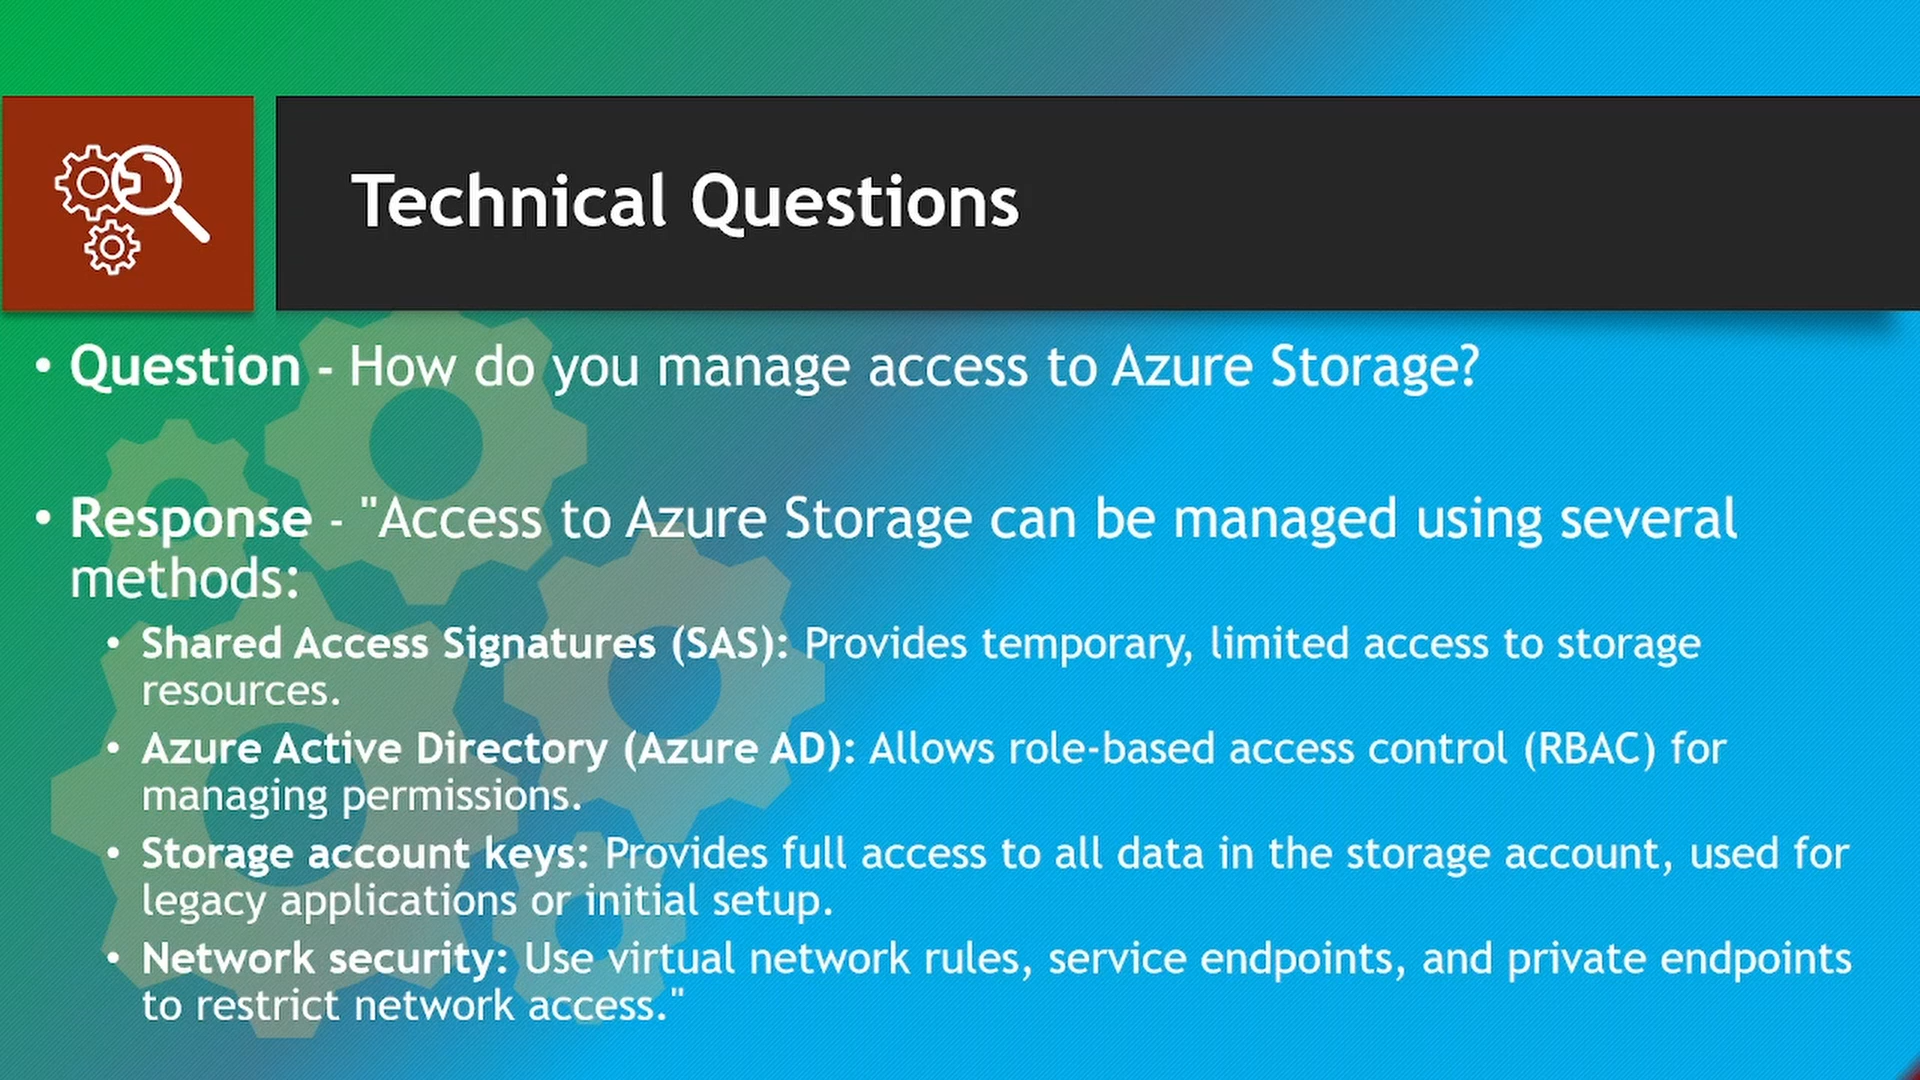 Technical Questions
• Question - How do you manage access to Azure Storage?
• Response - "Access to Azure Storage can be managed using several
methods:
• Shared Access Signatures (SAS): Provides temporary, limited access to storage
resources.
• Azure Active Directory (Azure AD): Allows role-based access control (RBAC) for
managing permissions.
• Storage account keys: Provides full access to all data in the storage account, used for
legacy applications or initial setup.
• Network security: Use virtual network rules, service endpoints, and private endpoints
to restrict network access."